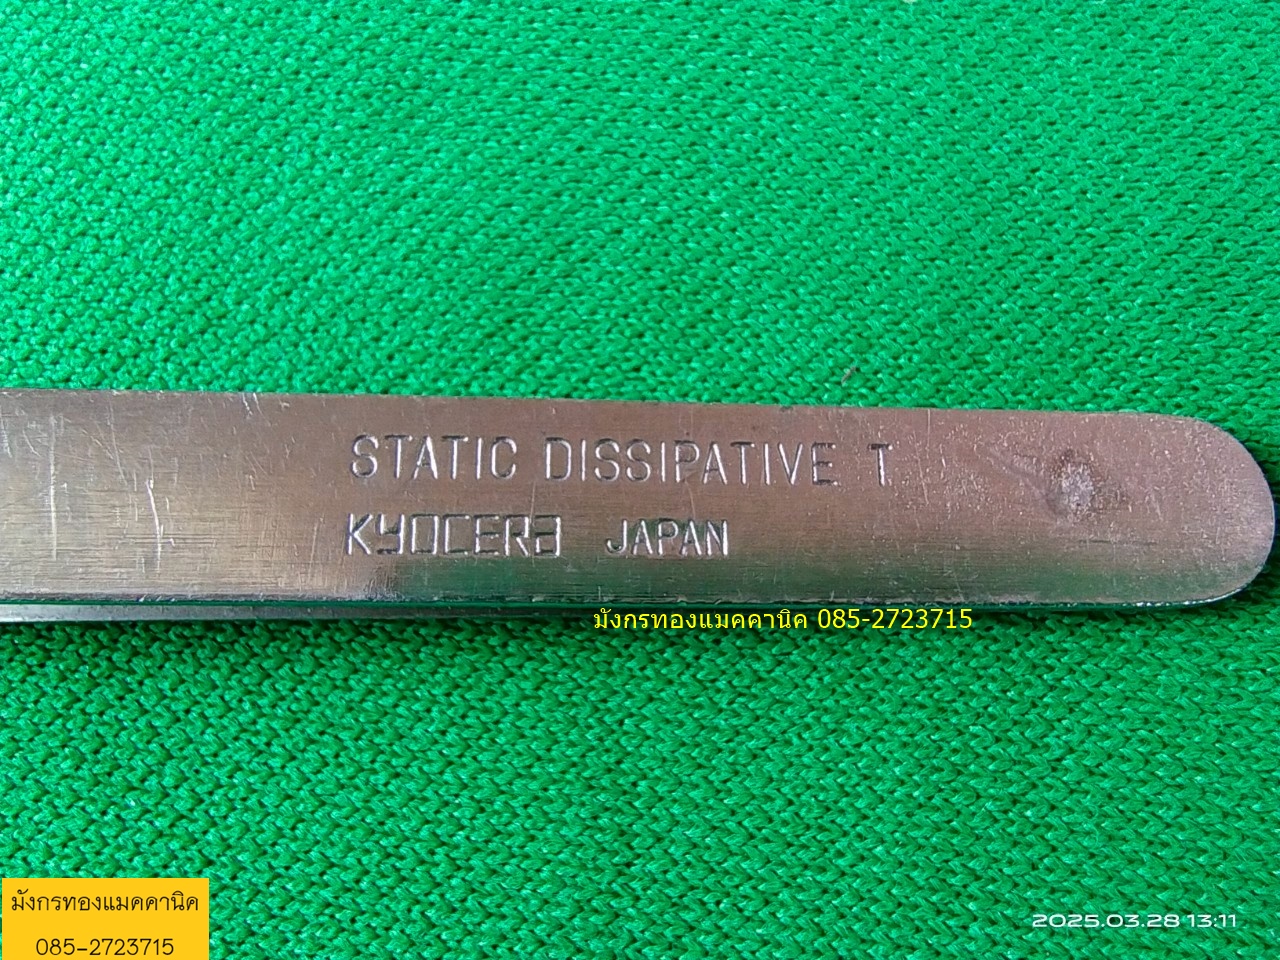 STATIC DISSIPATIVE T
KYOCERA JAPAN
มังกรทองแมคคานิค 085-2723715
มังกรทองแมคคานิค
085-2723715
2025.03.28 13:11